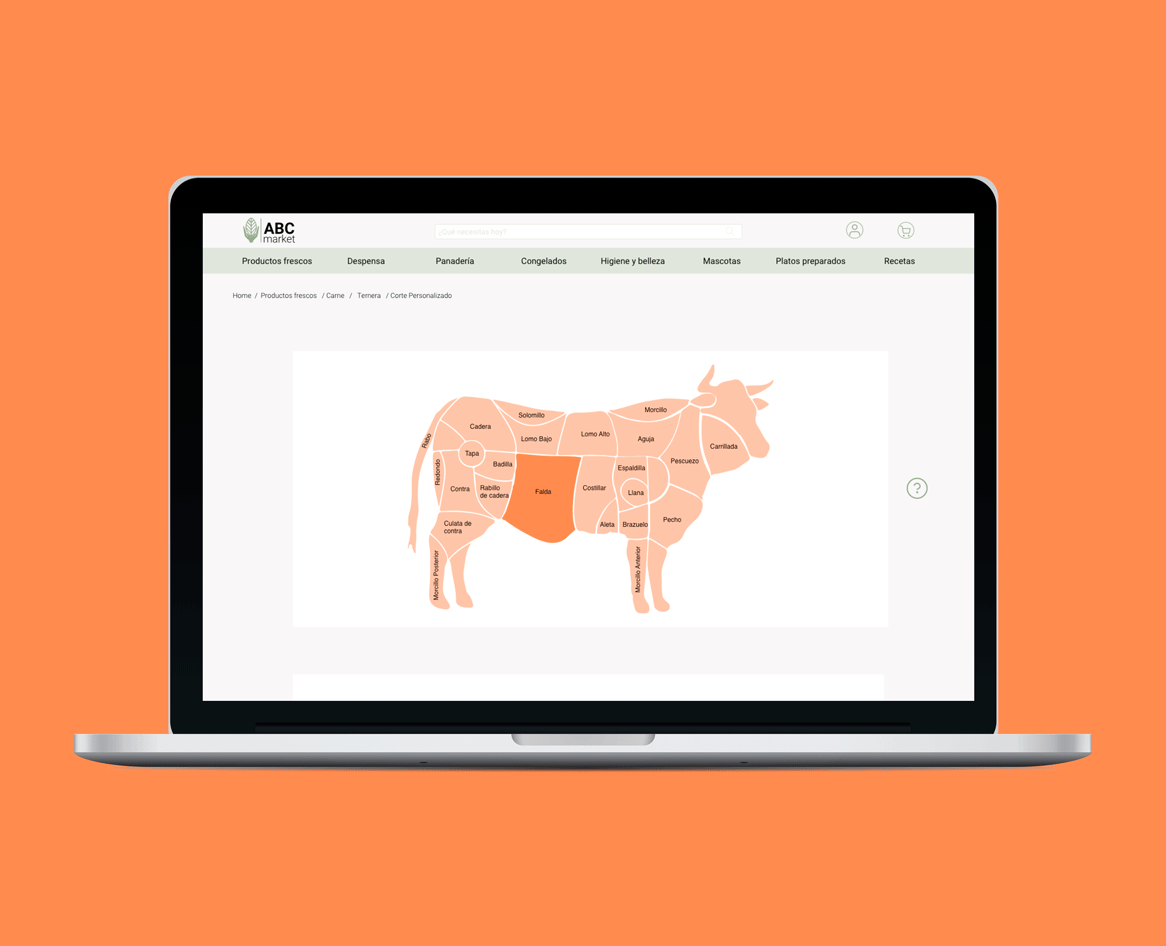 ABC
market
¿Que necesitas hoy?
Productos frescos Despensa Panadería Congelados Higiene y belleza Mascotas Platos preparados Recetas
Home / Productos frescos / Carne / Ternera / Corte Personalizado
Solomillo
Morcillo
Cadera
Lomo Bajo
Lomo Alto
Aguja
Carrillada
Rabo
Tapa
Badilla
Pescuezo
Redondo
Espaldilla
Contra
Rabillo
de cadera
Falda
Costillar
Llana
Culata de
contra
Aleta
Brazuelo
Pecho
Morcillo Posterior
Morcillo Anterior
?